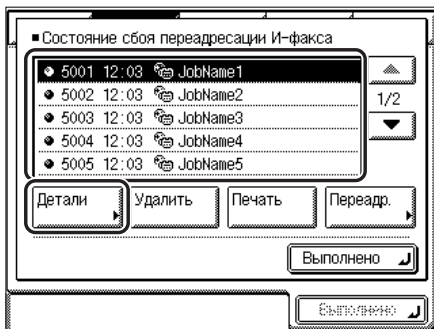 Состояние сбоя переадресации И-факса
5001 12:03 JobName1
5002 12:03 JobName2
5003 12:03 JobName3
5004 12:03 JobName4
5005 12:03 JobName5
1/2
Детали Удалить Печать Переадр.
Выполнено
Выполнено